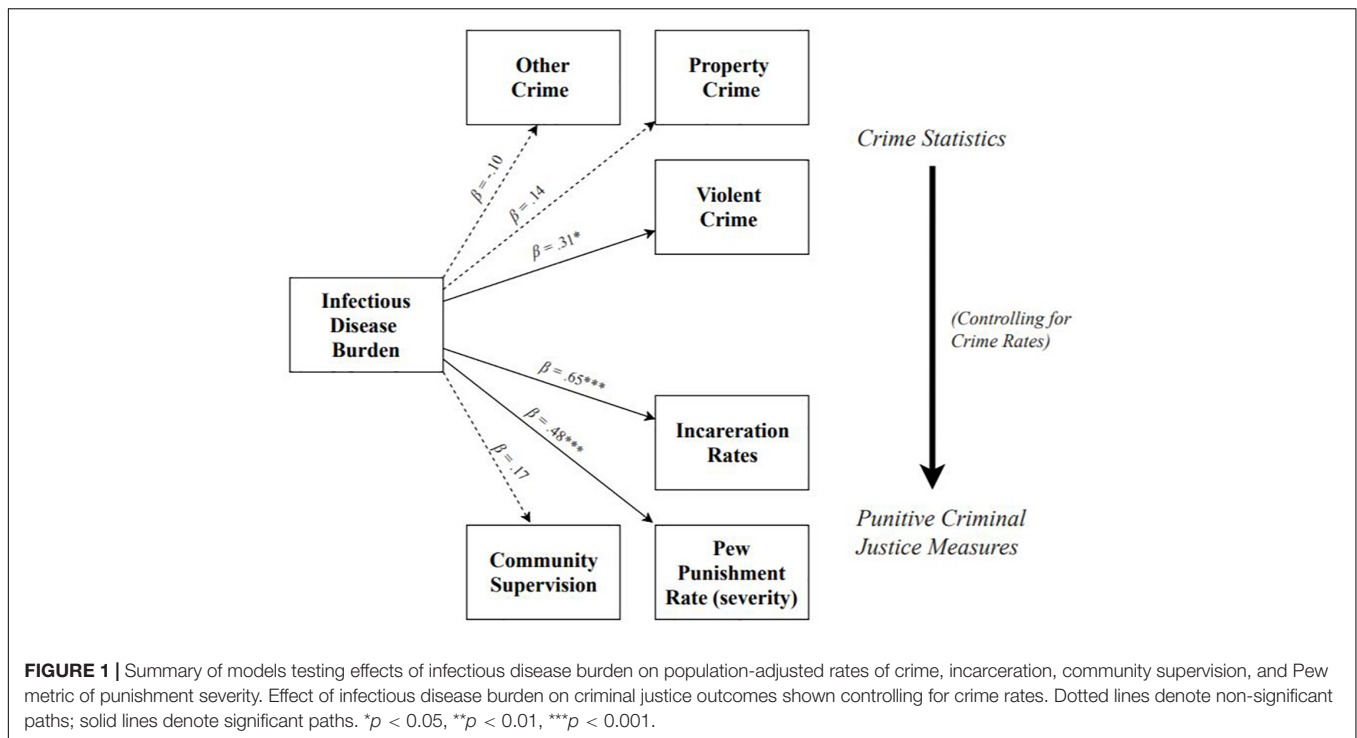 Other
Crime
Property
Crime
Crime Statistics
Violent
Crime
β = -.10
β = .14
β = .31*
Infectious
Disease
Burden
(Controlling for
Crime Rates)
β = .65***
β = .48***
β = .17
Incareration
Rates
Punitive Criminal
Justice Measures
Community
Supervision
Pew
Punishment
Rate (severity)
FIGURE 1 | Summary of models testing effects of infectious disease burden on population-adjusted rates of crime, incarceration, community supervision, and Pew
metric of punishment severity. Effect of infectious disease burden on criminal justice outcomes shown controlling for crime rates. Dotted lines denote non-significant
paths; solid lines denote significant paths. *p < 0.05, **p < 0.01, ***p < 0.001.